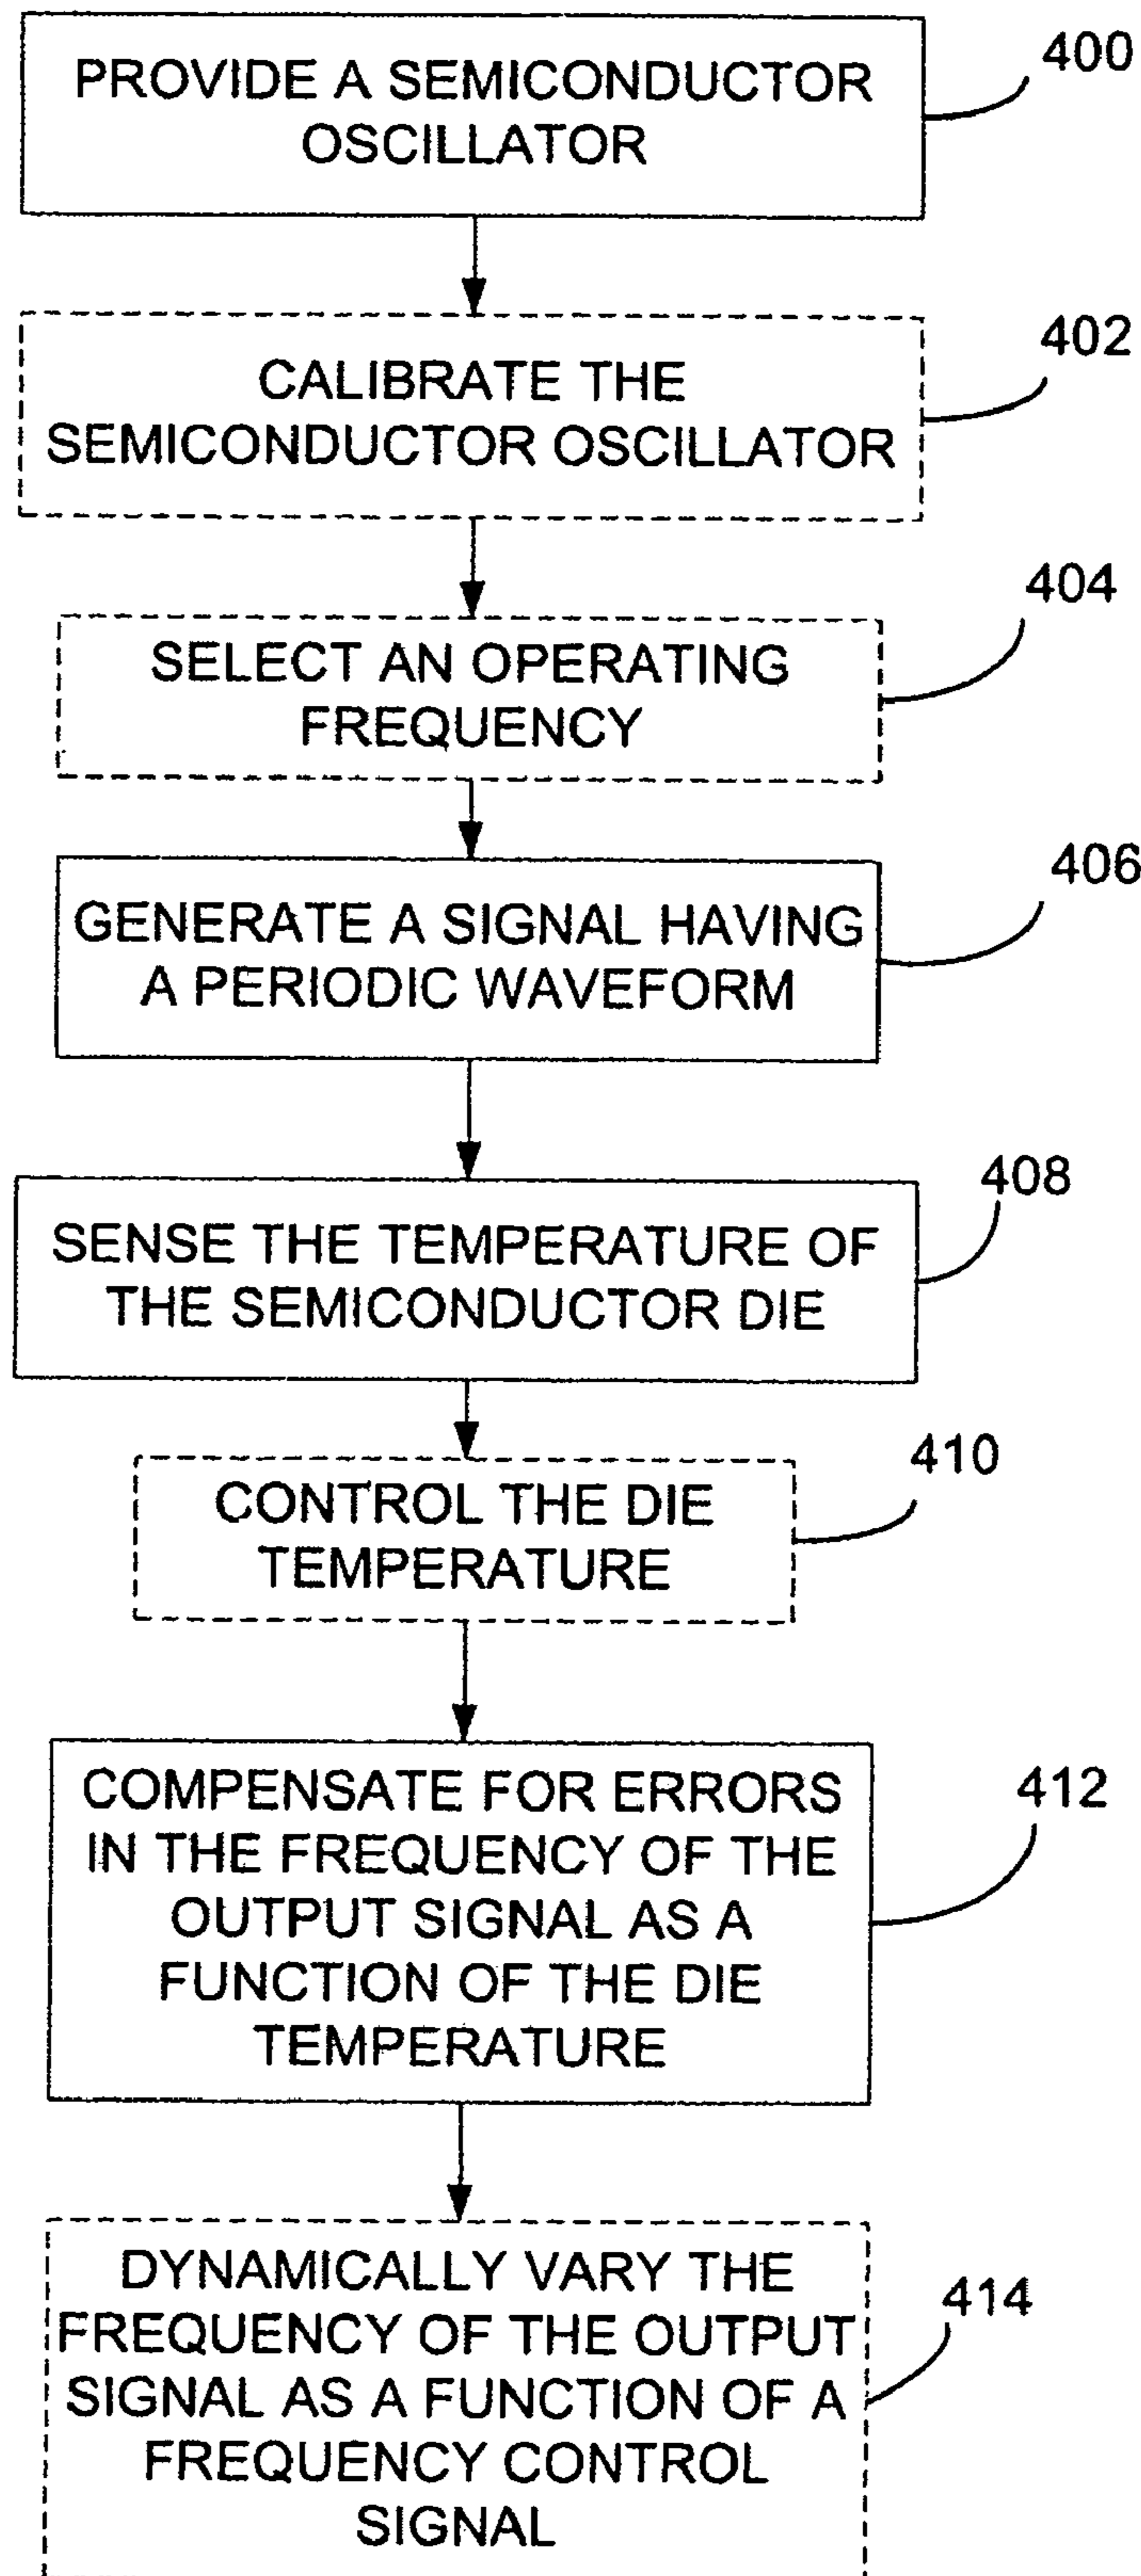 PROVIDE A SEMICONDUCTOR
OSCILLATOR
400
CALIBRATE THE
SEMICONDUCTOR OSCILLATOR
402
SELECT AN OPERATING
FREQUENCY
404
GENERATE A SIGNAL HAVING
A PERIODIC WAVEFORM
406
SENSE THE TEMPERATURE OF
THE SEMICONDUCTOR DIE
408
CONTROL THE DIE
TEMPERATURE
410
COMPENSATE FOR ERRORS
IN THE FREQUENCY OF THE
OUTPUT SIGNAL AS A
FUNCTION OF THE DIE
TEMPERATURE
412
DYNAMICALLY VARY THE
FREQUENCY OF THE OUTPUT
SIGNAL AS A FUNCTION OF A
FREQUENCY CONTROL
SIGNAL
414